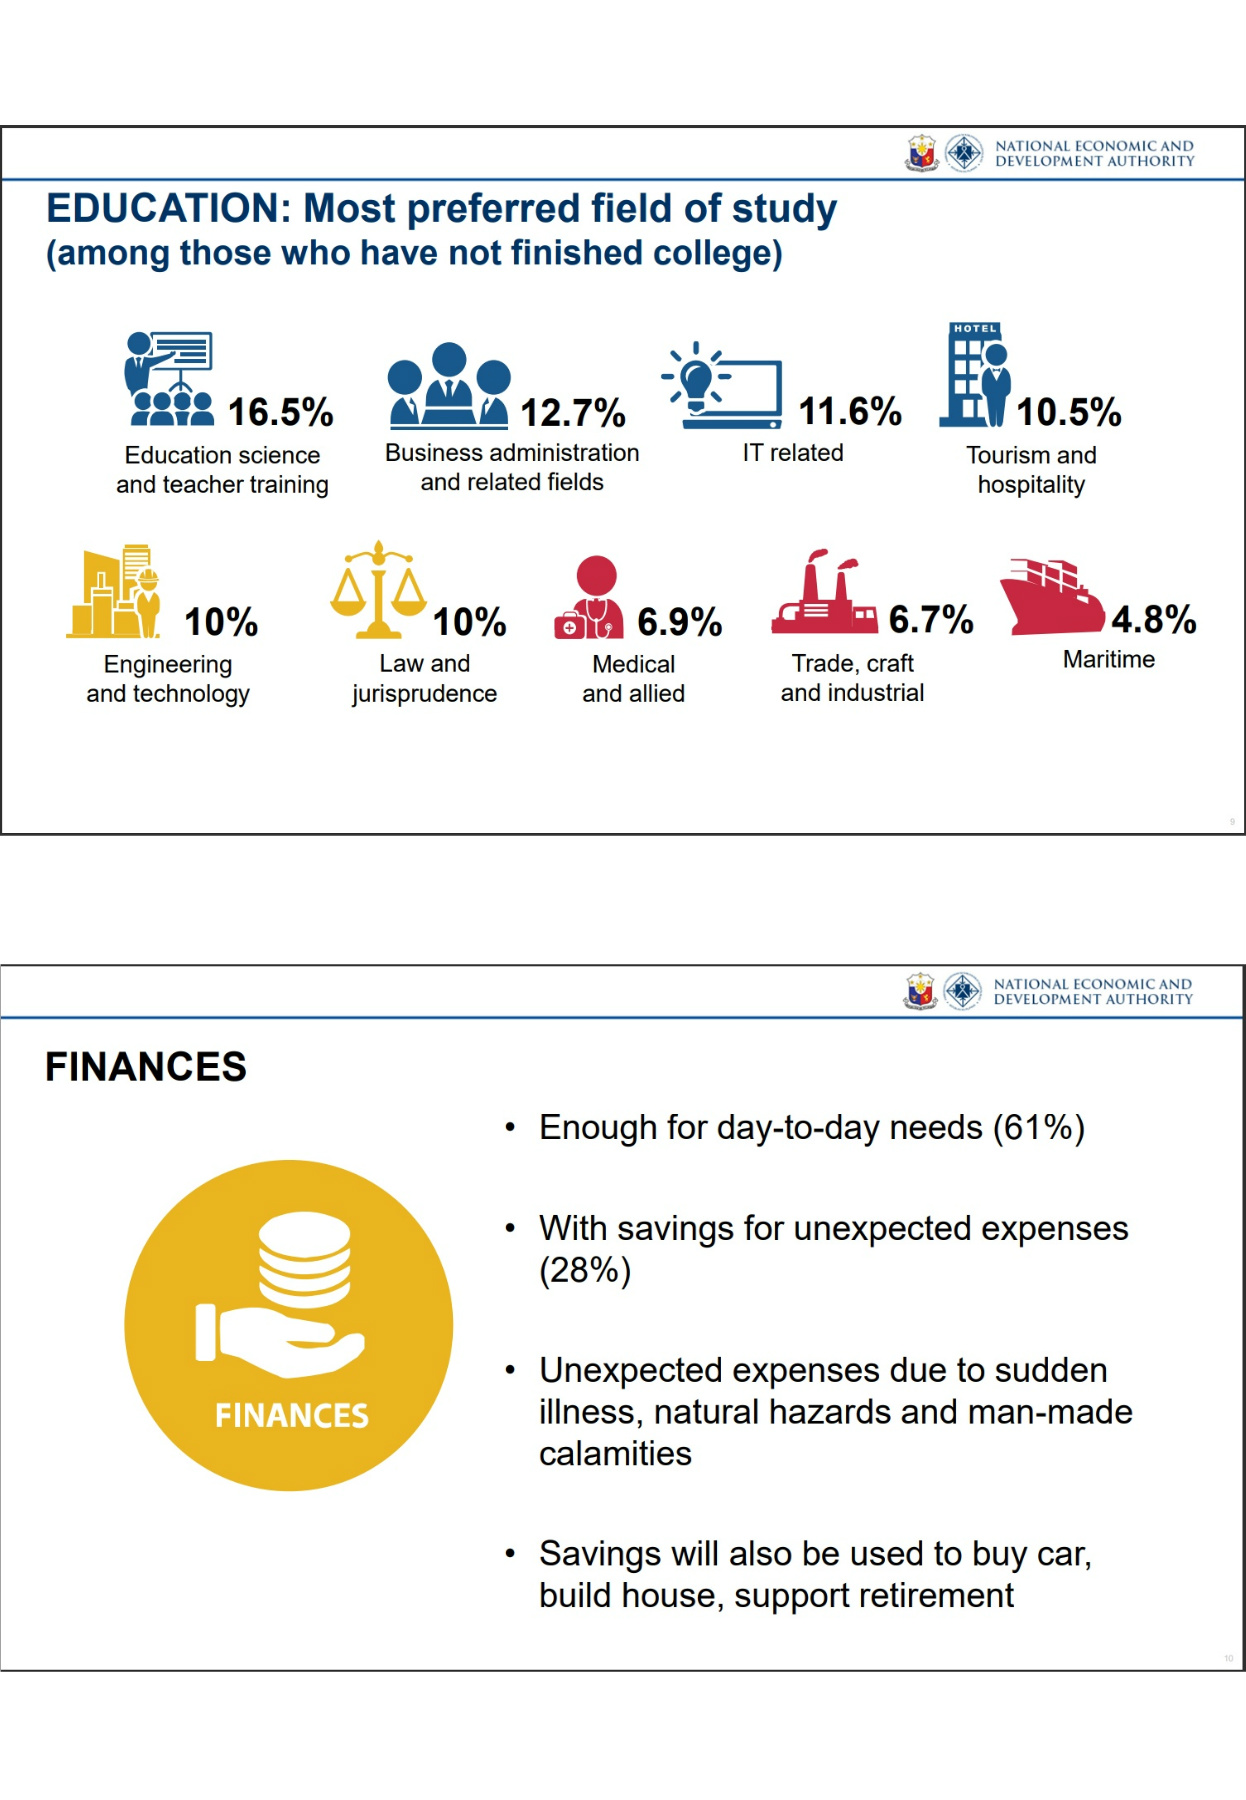 NATIONAL ECONOMIC AND
DEVELOPMENT AUTHORITY
EDUCATION: Most preferred field of study
(among those who have not finished college)
HOTEL
16.5%
Education science
and teacher training
12.7%
Business administration
and related fields
11.6%
IT related
10.5%
Tourism and
hospitality
10%
Engineering
and technology
10%
Law and
jurisprudence
6.9%
Medical
and allied
6.7%
Trade, craft
and industrial
4.8%
Maritime
9
NATIONAL ECONOMIC AND
DEVELOPMENT AUTHORITY
FINANCES
FINANCES
• Enough for day-to-day needs (61%)
• With savings for unexpected expenses
(28%)
• Unexpected expenses due to sudden
illness, natural hazards and man-made
calamities
• Savings will also be used to buy car,
build house, support retirement
10